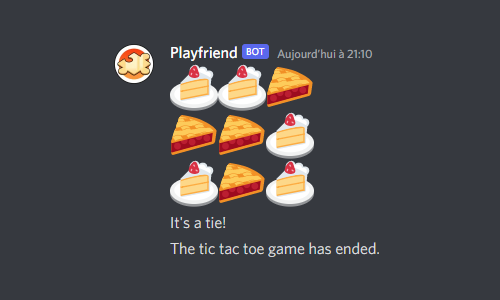 Playfriend BOT Aujourd'hui à 21:10
It's a tie!
The tic tac toe game has ended.